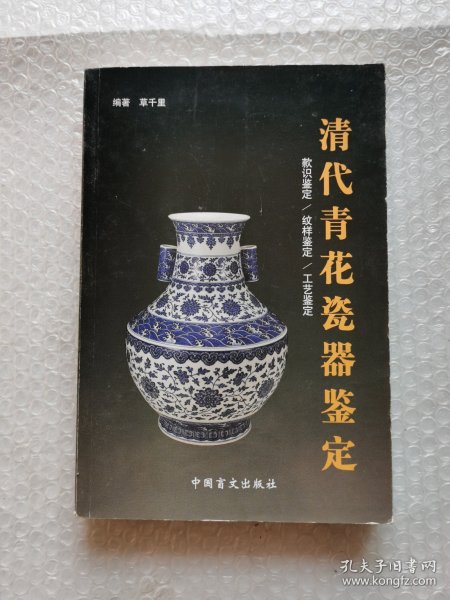 编著 草千里
清代青花瓷器鉴定
款识鉴定/纹样鉴定/工艺鉴定
中国盲文出版社
孔夫子旧书网
www.kongfz.com